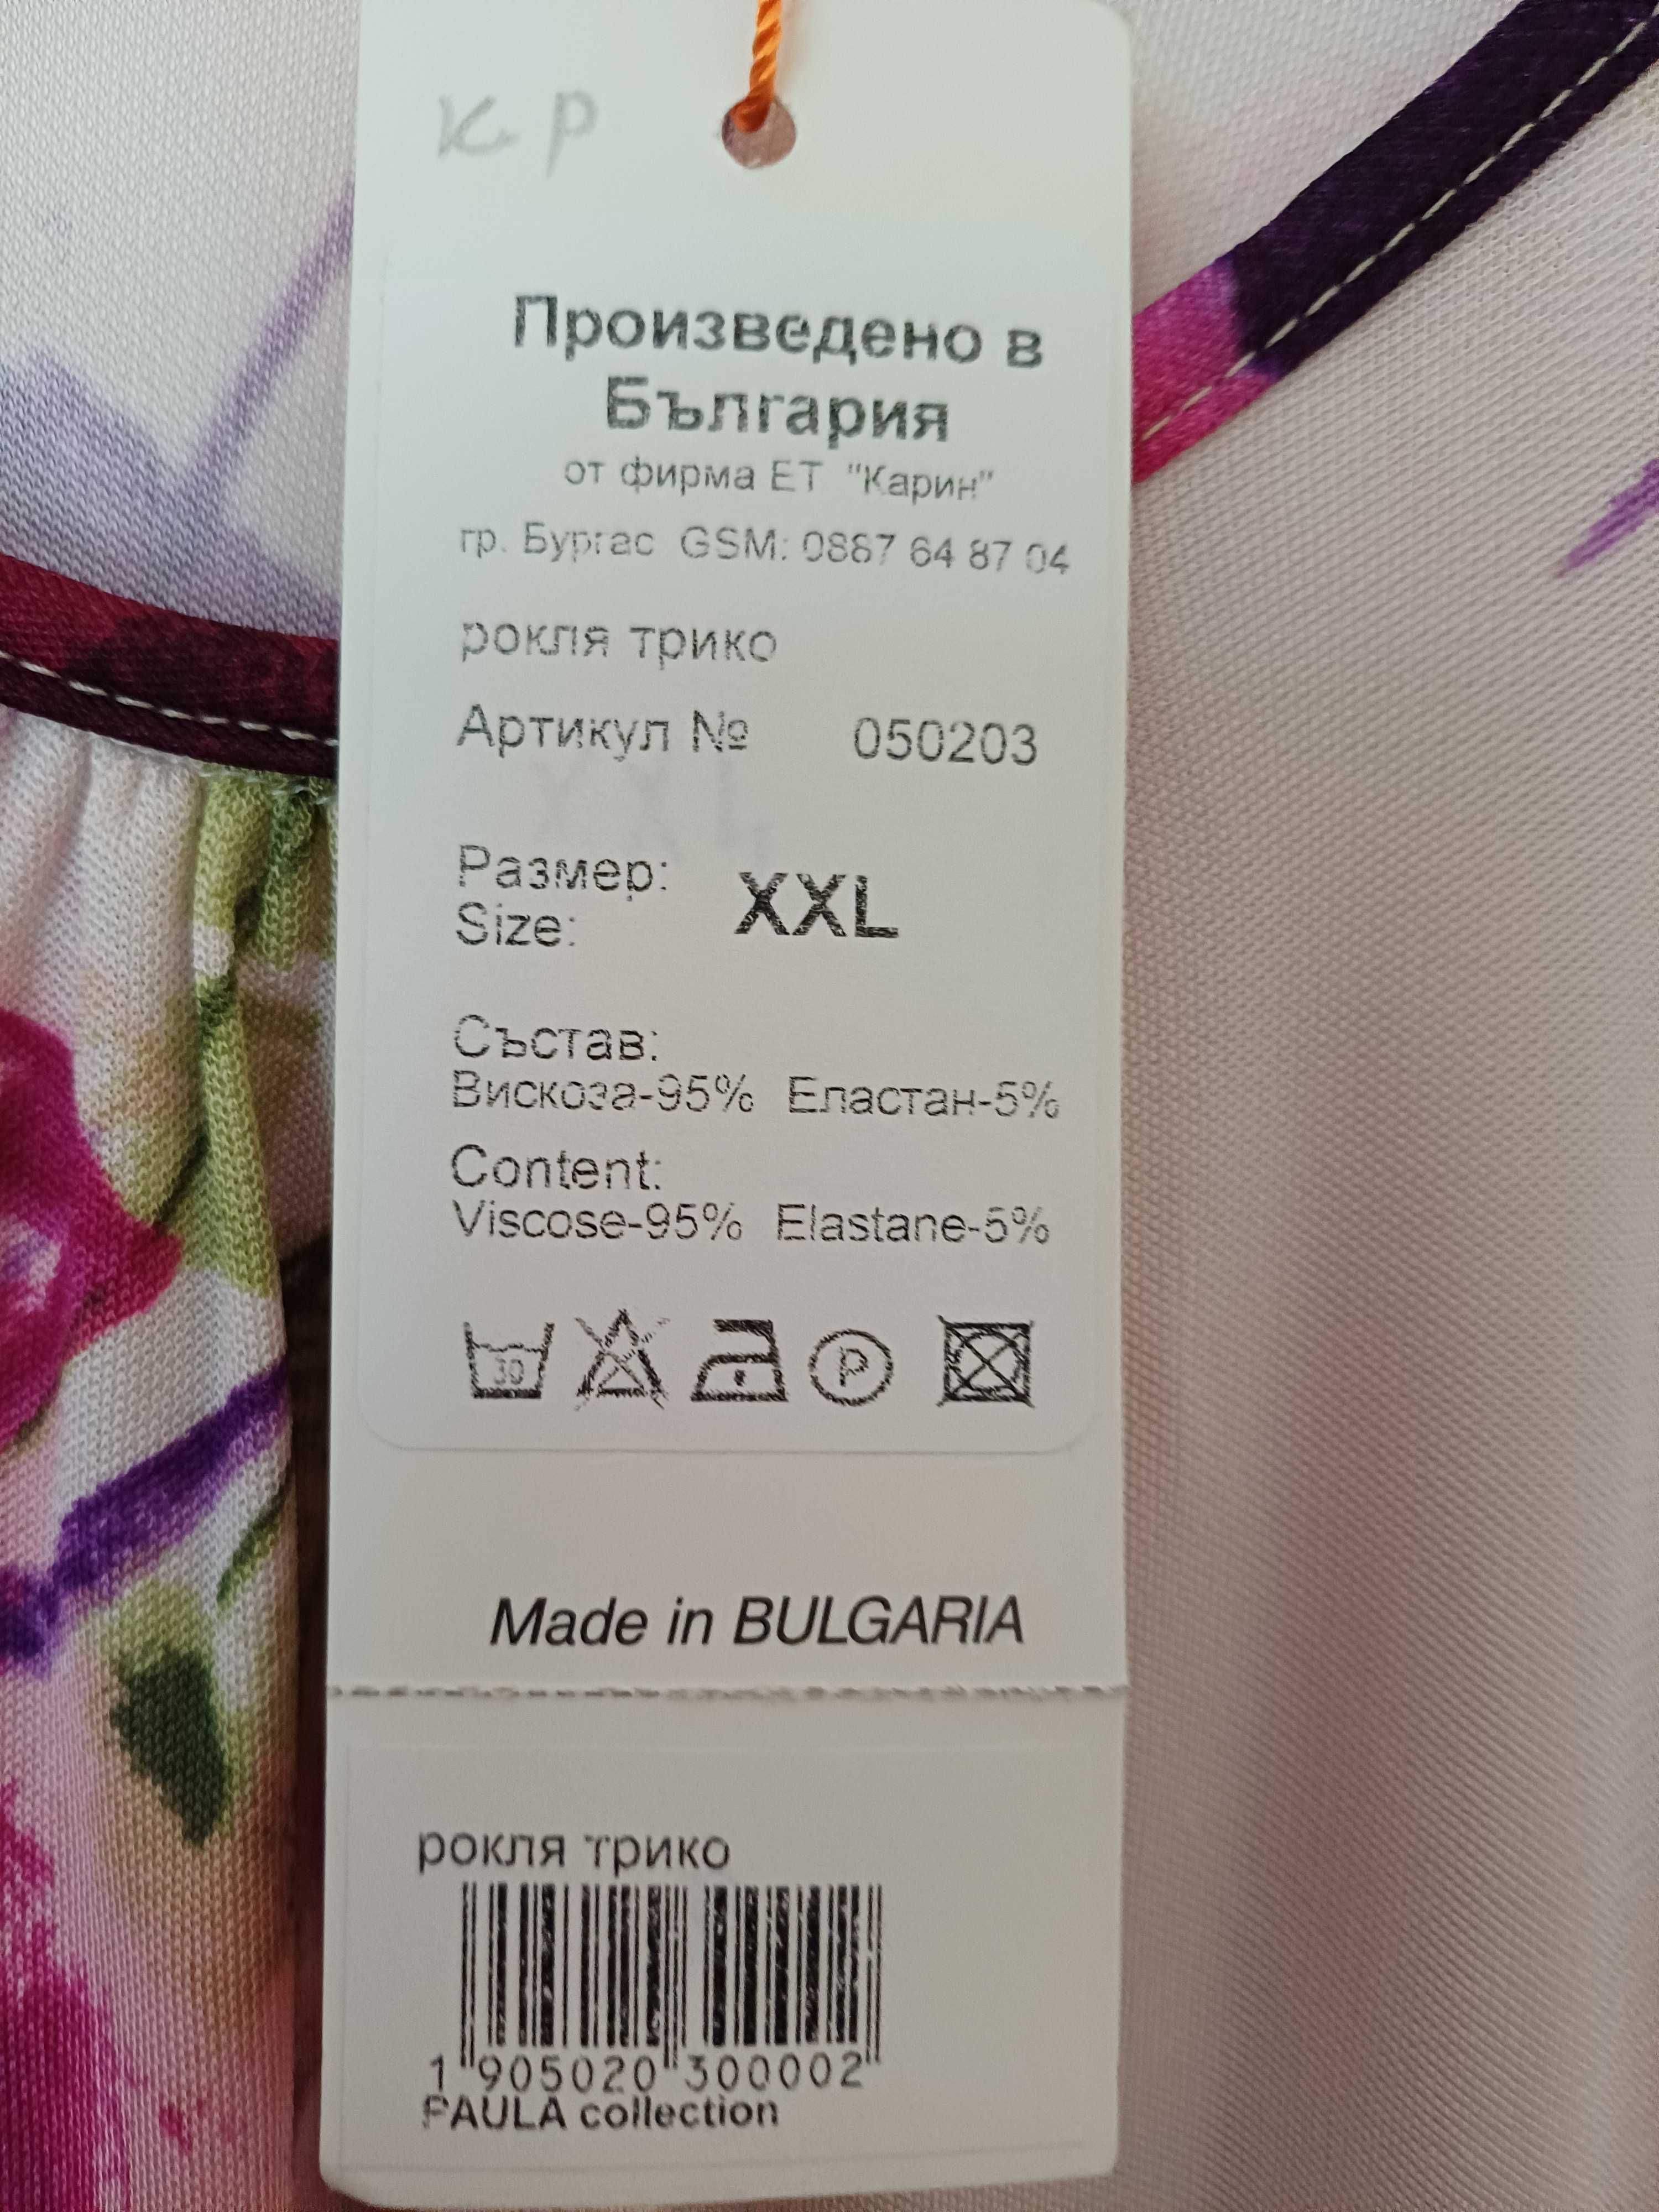 к р
Произведено в
България
от фирма ЕТ "Карин"
гр. Бургас GSM: 0887 64 87 04
рокля трико
Артикул № 050203
XXL
Размер:
Size: XXL
Състав:
Вискоза-95% Еластан-5%
Content:
Viscose-95% Elastane-5%
30
P
Made in BULGARIA
рокля трико
1 905020 300002
PAULA collection